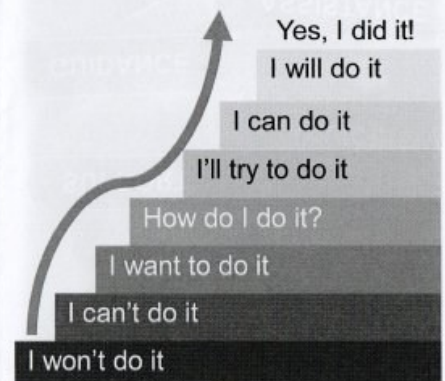 Yes, I did it!
I will do it
I can do it
I'll try to do it
How do I do it?
I want to do it
I can't do it
I won't do it